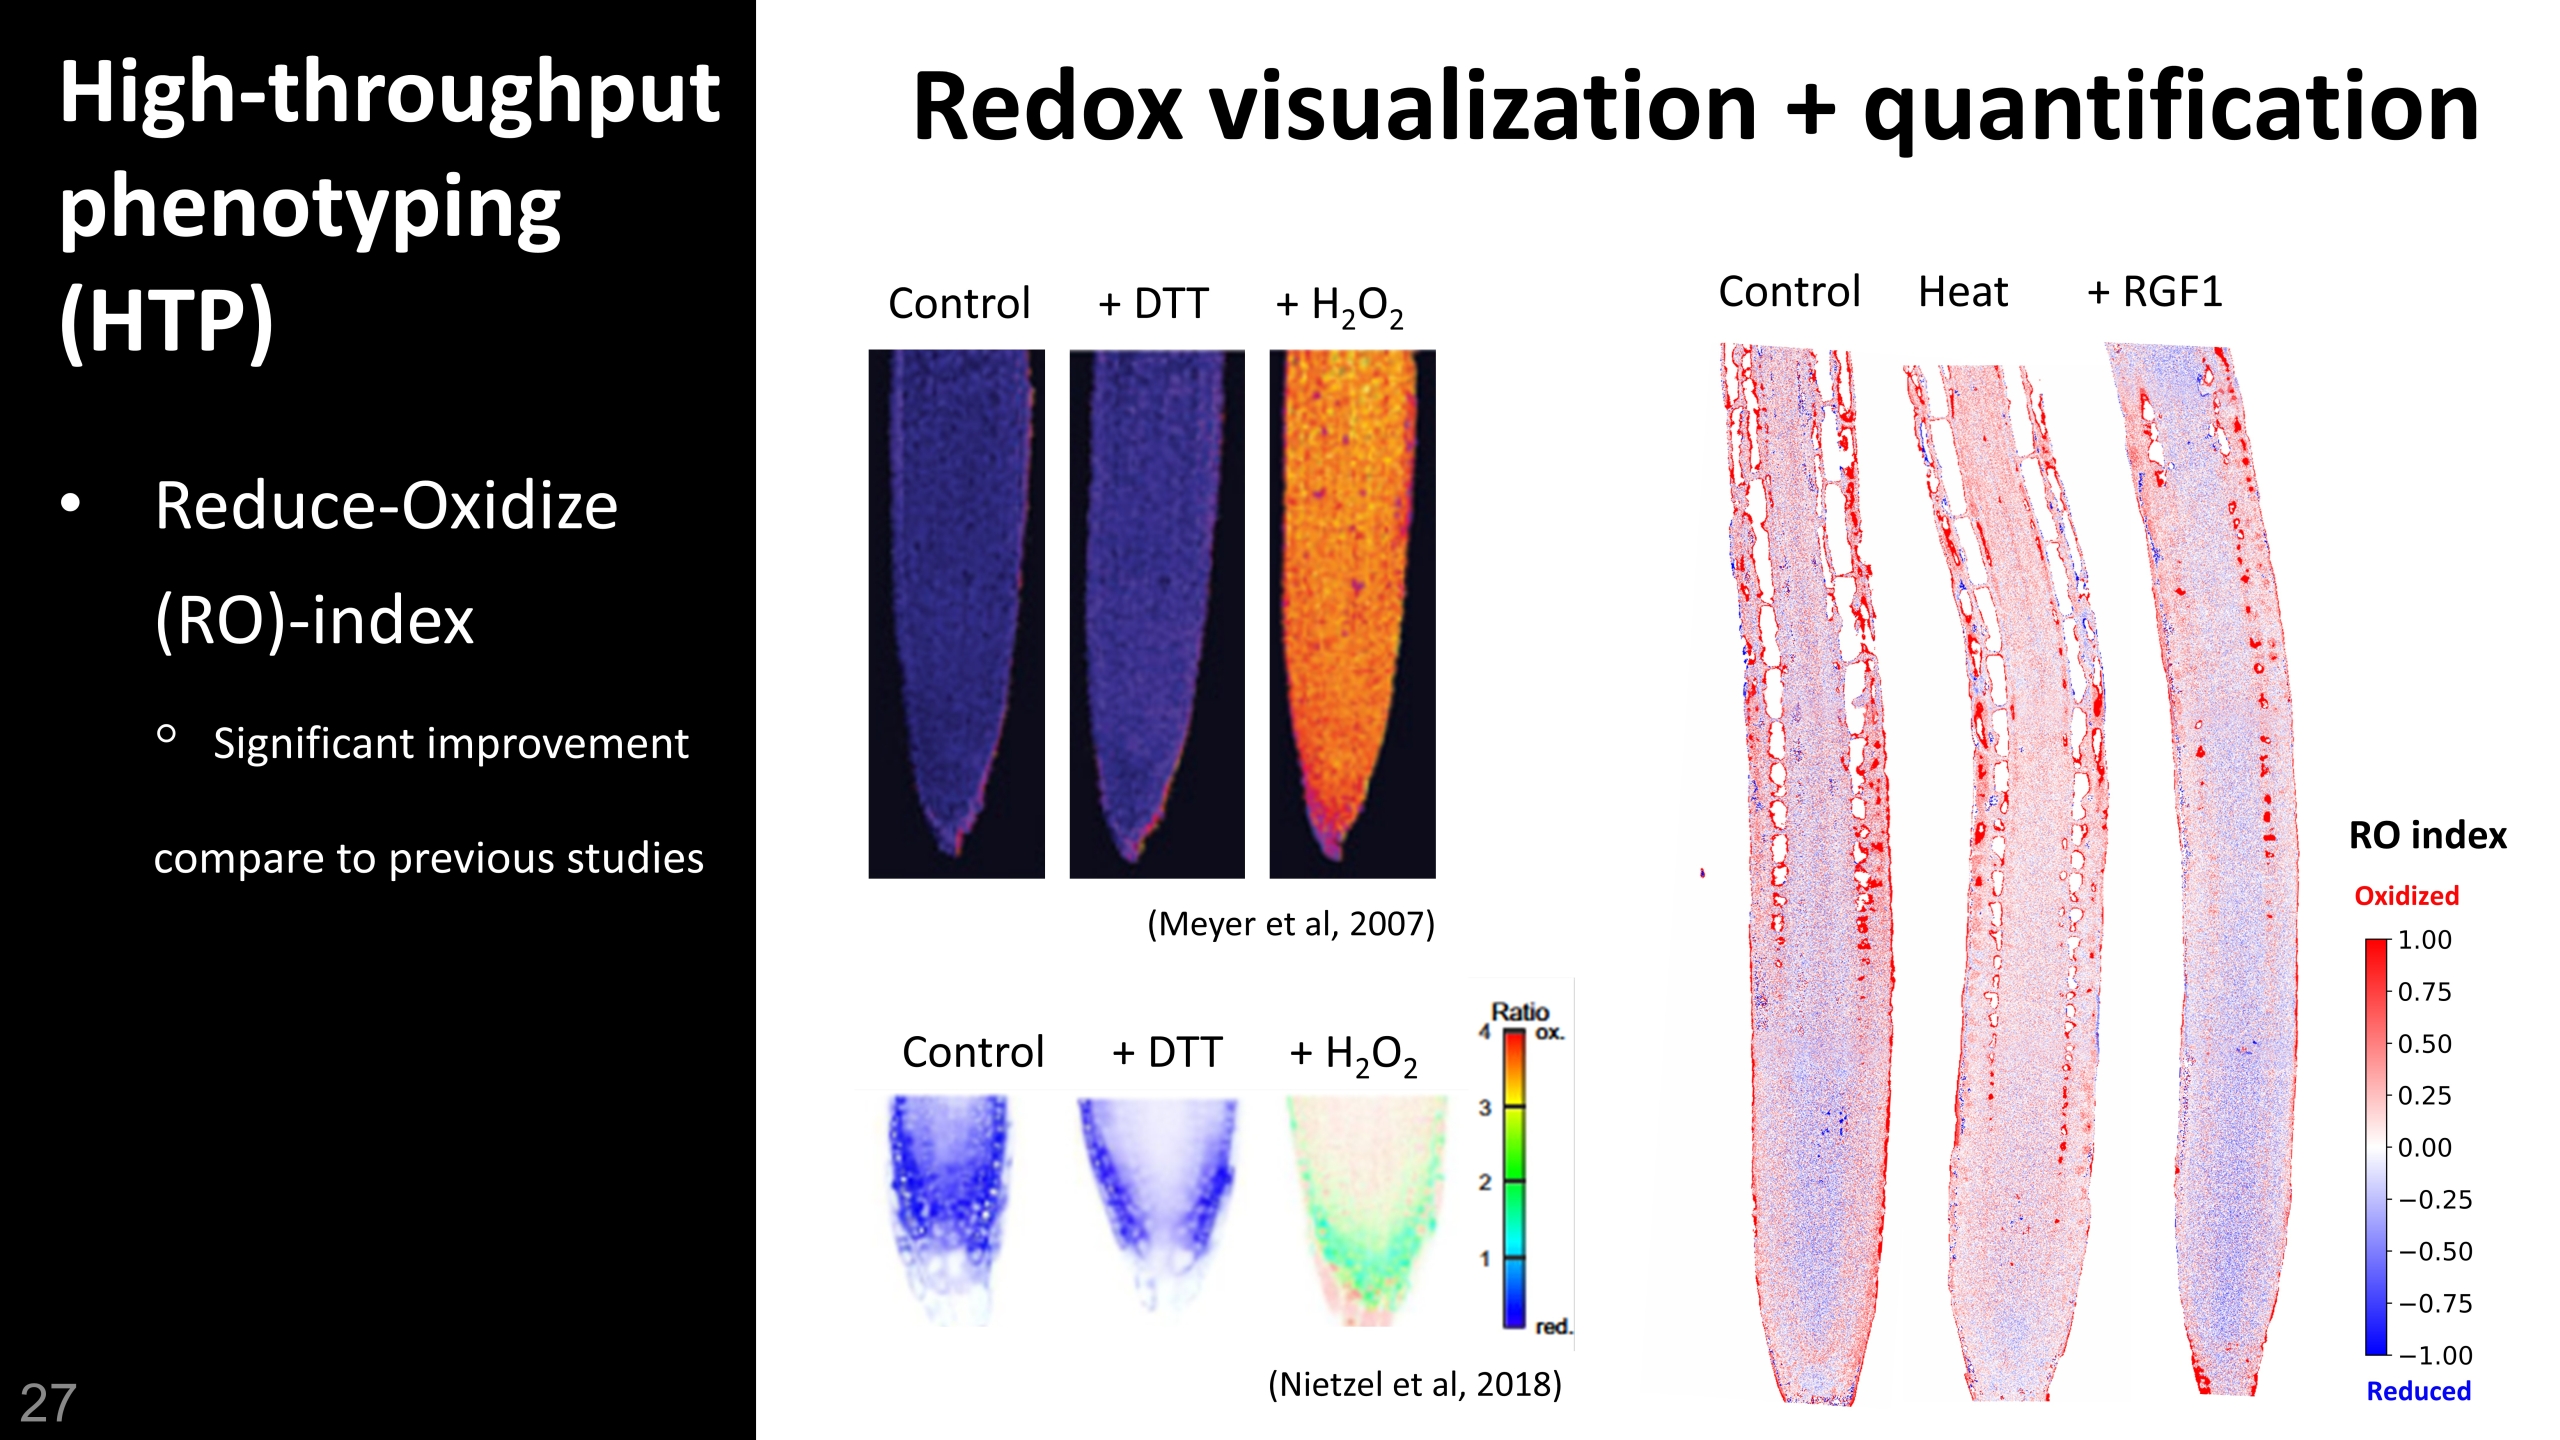 High-throughput
phenotyping
(HTP)
• Reduce-Oxidize
(RO)-index
○ Significant improvement
compare to previous studies
27
Redox visualization + quantification
Control + DTT + H₂O₂
(Meyer et al, 2007)
Control + DTT + H₂O₂
Ratio
4 ox.
3
2
1
red.
(Nietzel et al, 2018)
Control Heat + RGF1
RO index
Oxidized
1.00
0.75
0.50
0.25
0.00
−0.25
−0.50
−0.75
−1.00
Reduced